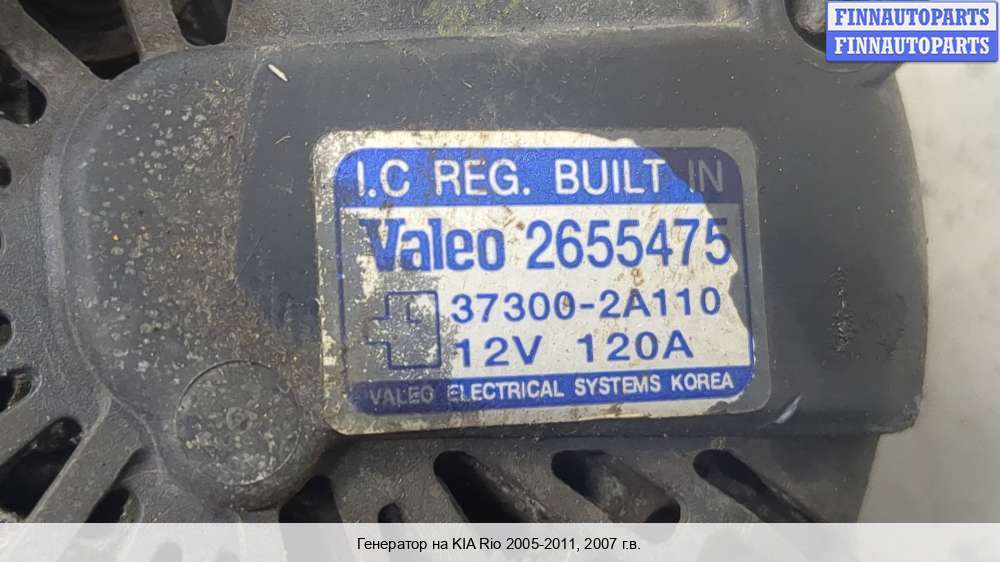 FINNAUTOPARTS
FINNAUTOPARTS
I.C REG. BUILT IN
Valeo 2655475
37300-2A110
12V 120A
VALEO ELECTRICAL SYSTEMS KOREA
Генератор на KIA Rio 2005-2011, 2007 г.в.